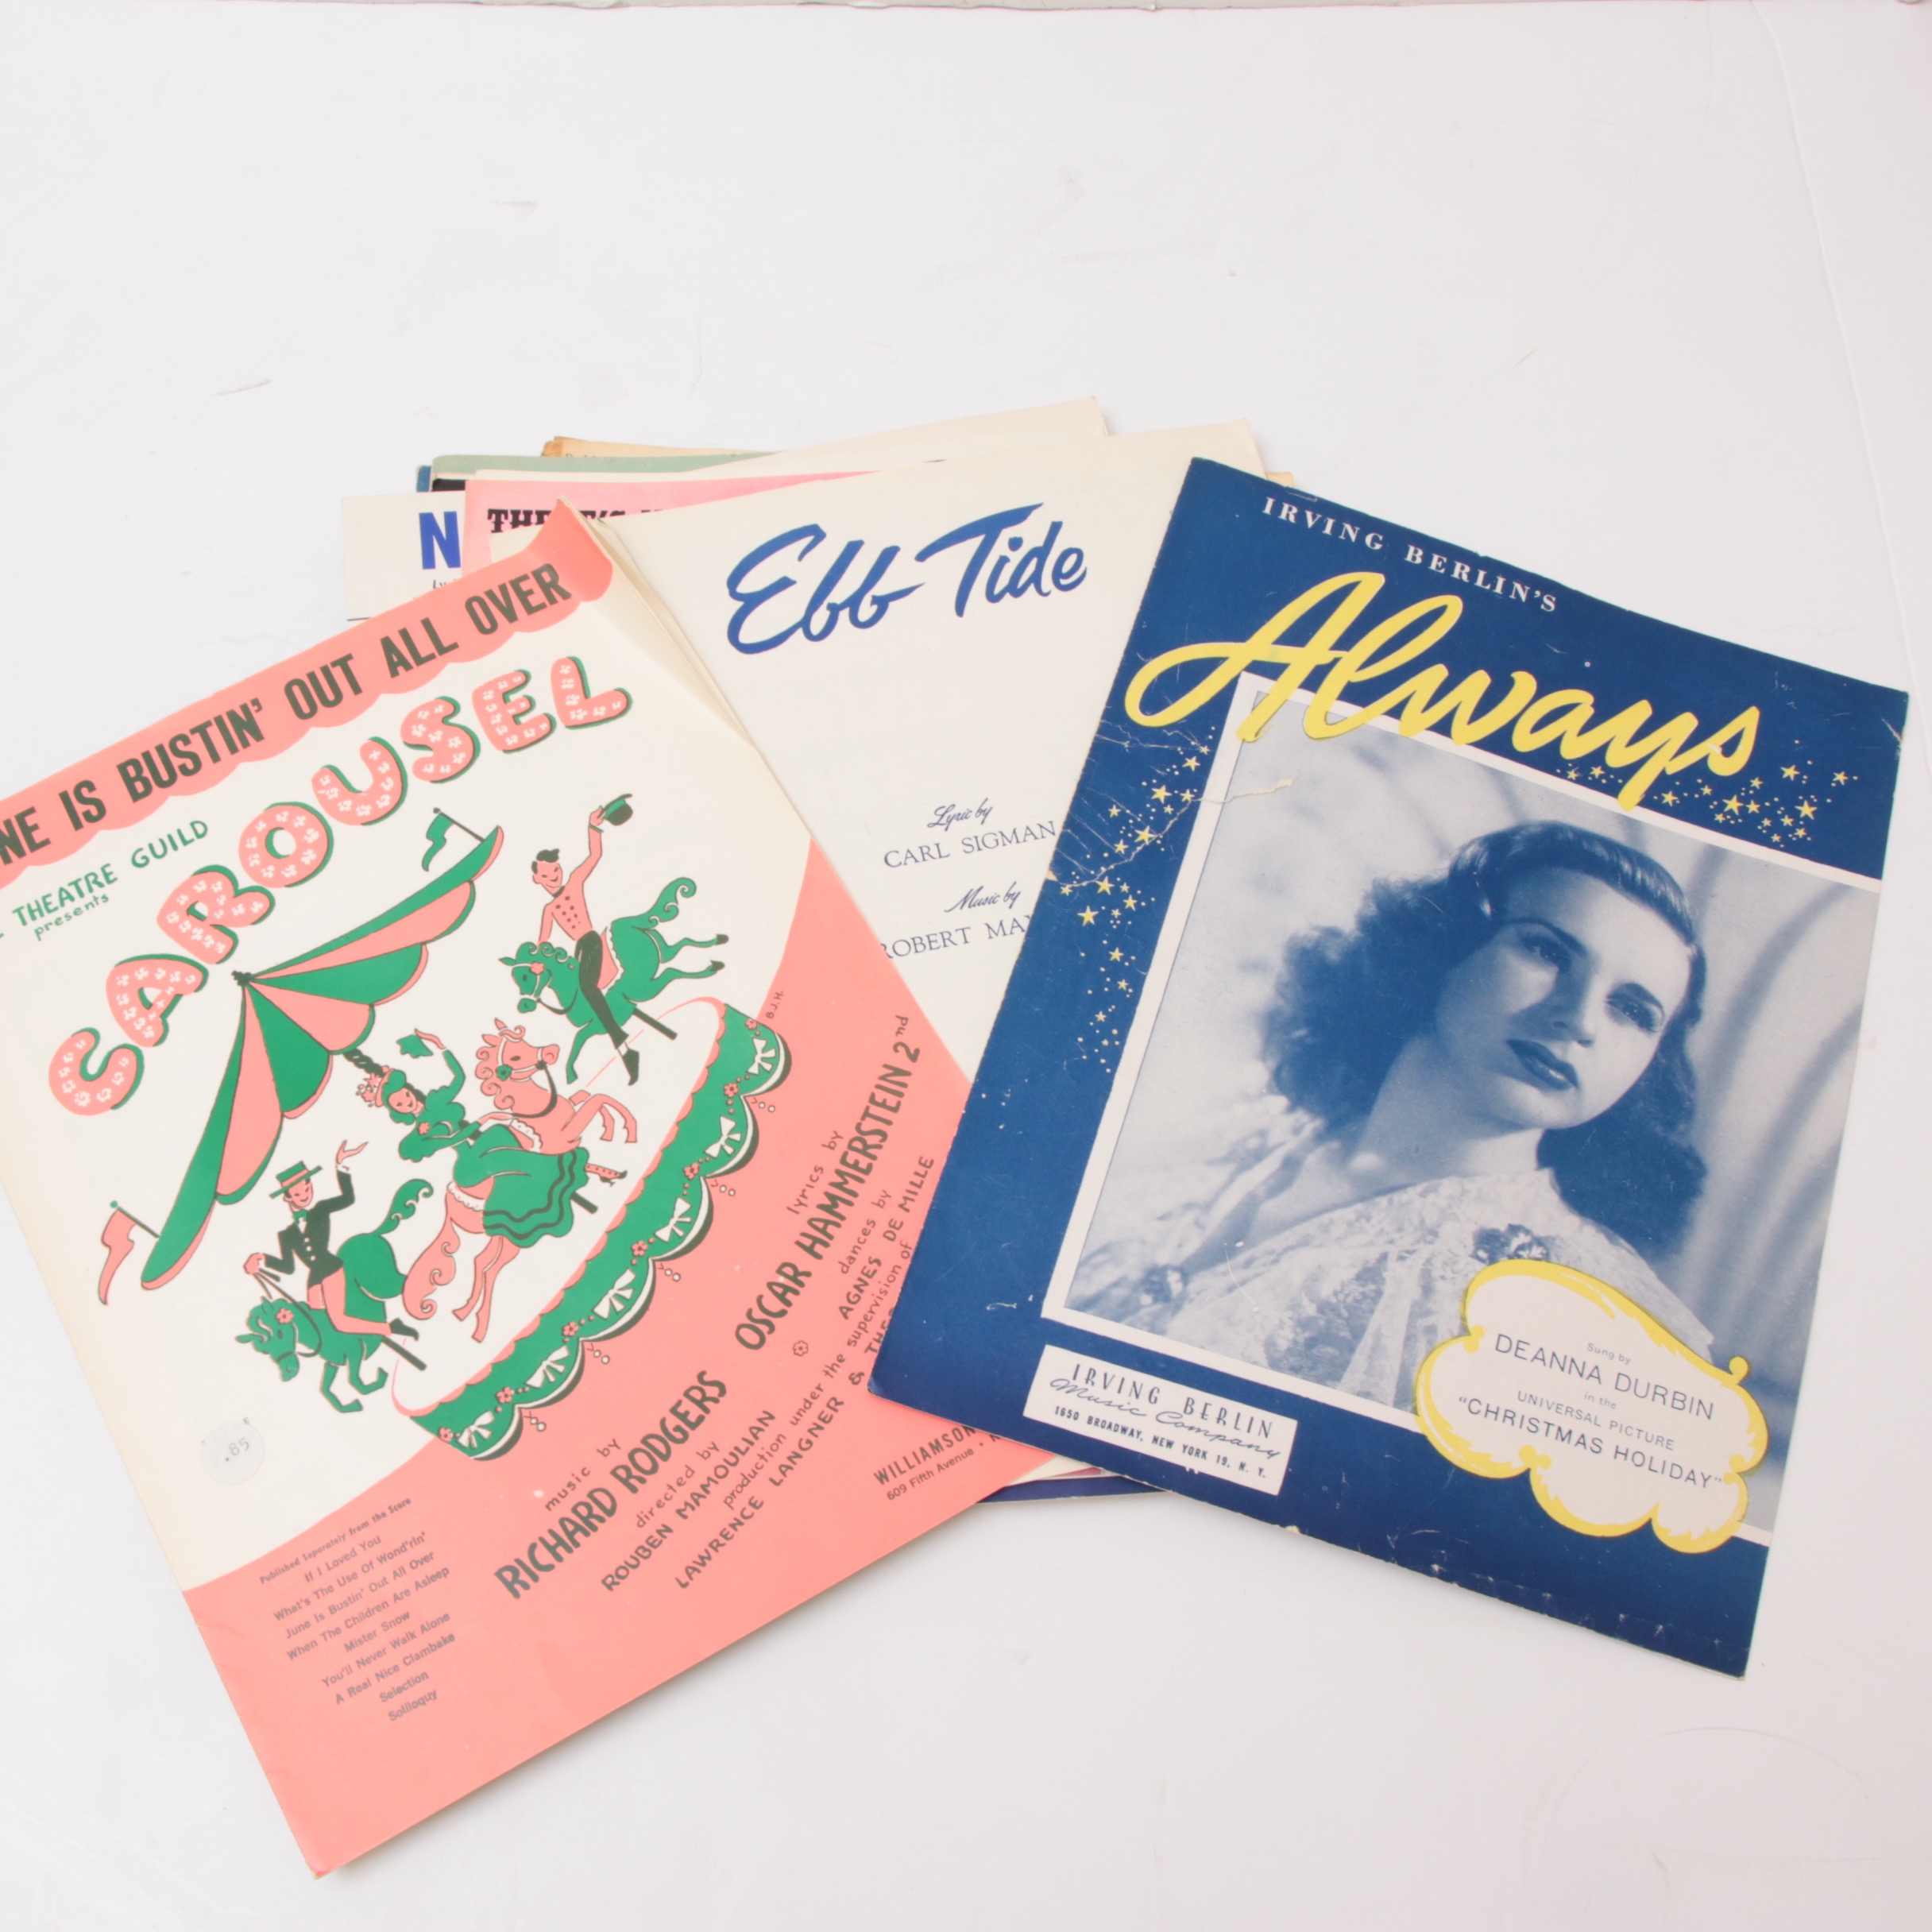 NE IS BUSTIN' OUT ALL OVER
THEATRE GUILD
presents
CAROUSEL
B.J.H.
.85
music by
RICHARD RODGERS
lyrics by
OSCAR HAMMERSTEIN 2nd
directed by
ROUBEN MAMOULIAN
dances by
AGNES DE MILLE
production under the supervision of
LAWRENCE LANGNER & THER
WILLIAMSON
609 Fifth Avenue
Published Separately from the Score
If I Loved You
What's The Use Of Wond'rin'
June Is Bustin' Out All Over
When The Children Are Asleep
Mister Snow
You'll Never Walk Alone
A Real Nice Clambake
Selection
Soliloquy
N
Ebb Tide
Lyric by
CARL SIGMAN
Music by
ROBERT MAX
IRVING BERLIN'S
Always
Sung by
DEANNA DURBIN
in the
UNIVERSAL PICTURE
"CHRISTMAS HOLIDAY"
IRVING BERLIN
Music Company
1650 BROADWAY, NEW YORK 19, N. Y.